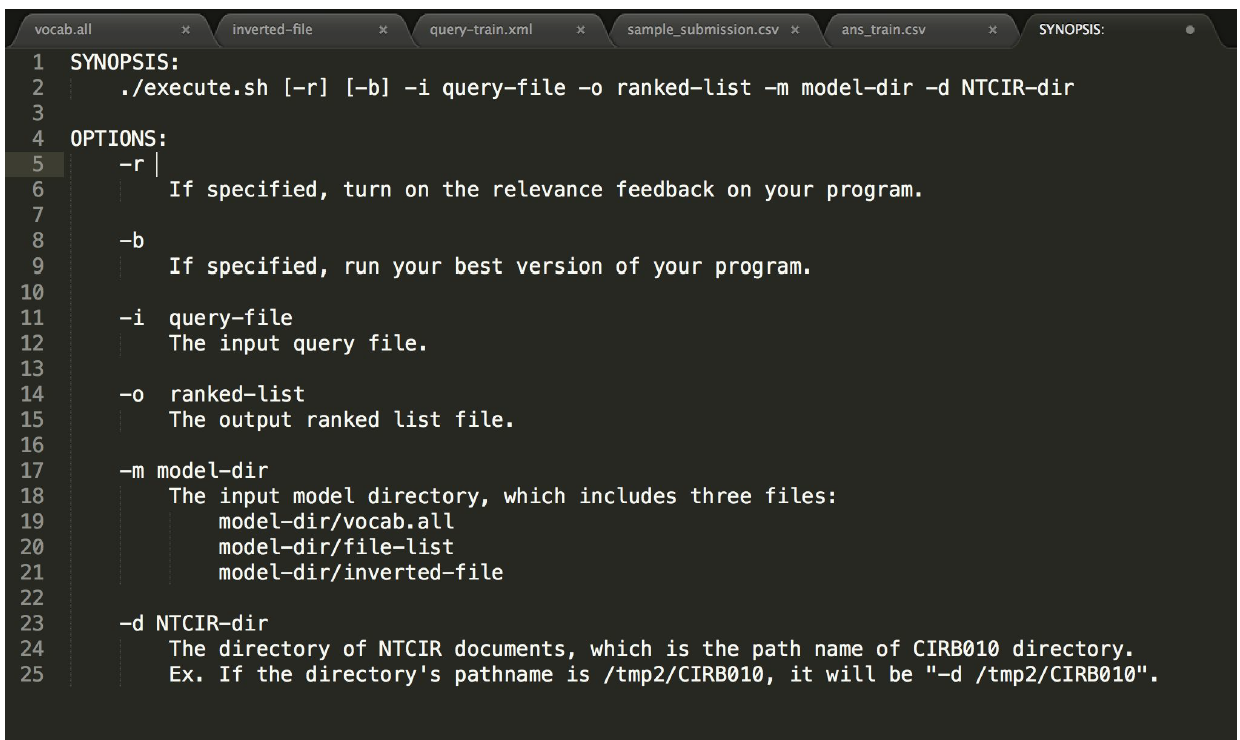 vocab.all × inverted-file × query-train.xml × sample_submission.csv × ans_train.csv × SYNOPSIS: ●
1 SYNOPSIS:
2 ./execute.sh [-r] [-b] -i query-file -o ranked-list -m model-dir -d NTCIR-dir
3
4 OPTIONS:
5 -r
6 If specified, turn on the relevance feedback on your program.
7
8 -b
9 If specified, run your best version of your program.
10
11 -i query-file
12 The input query file.
13
14 -o ranked-list
15 The output ranked list file.
16
17 -m model-dir
18 The input model directory, which includes three files:
19 model-dir/vocab.all
20 model-dir/file-list
21 model-dir/inverted-file
22
23 -d NTCIR-dir
24 The directory of NTCIR documents, which is the path name of CIRB010 directory.
25 Ex. If the directory's pathname is /tmp2/CIRB010, it will be "-d /tmp2/CIRB010".